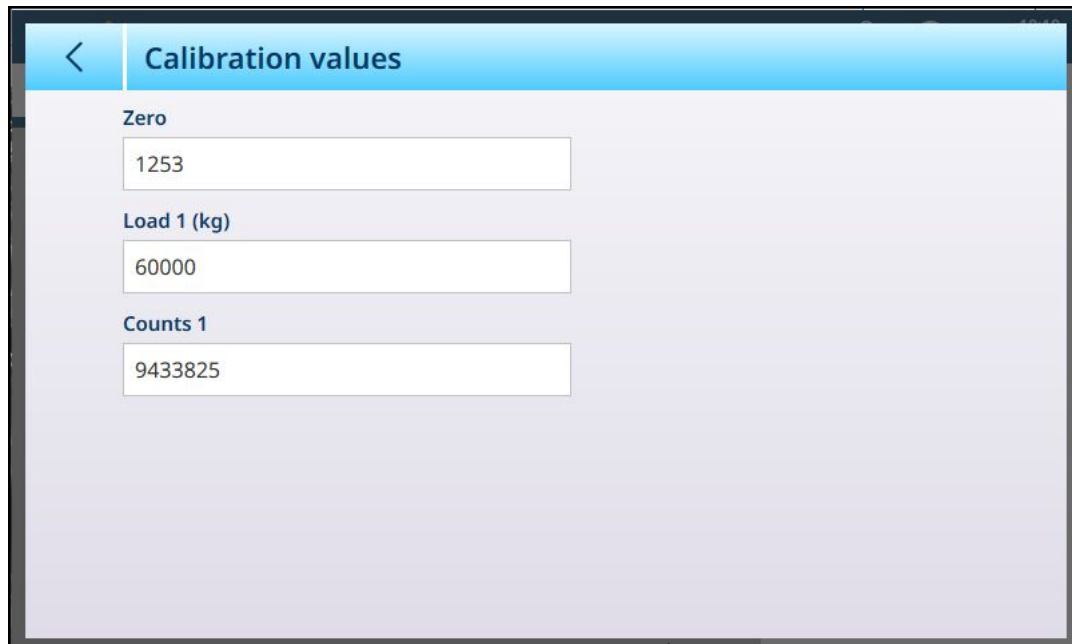 Calibration values
Zero
1253
Load 1 (kg)
60000
Counts 1
9433825